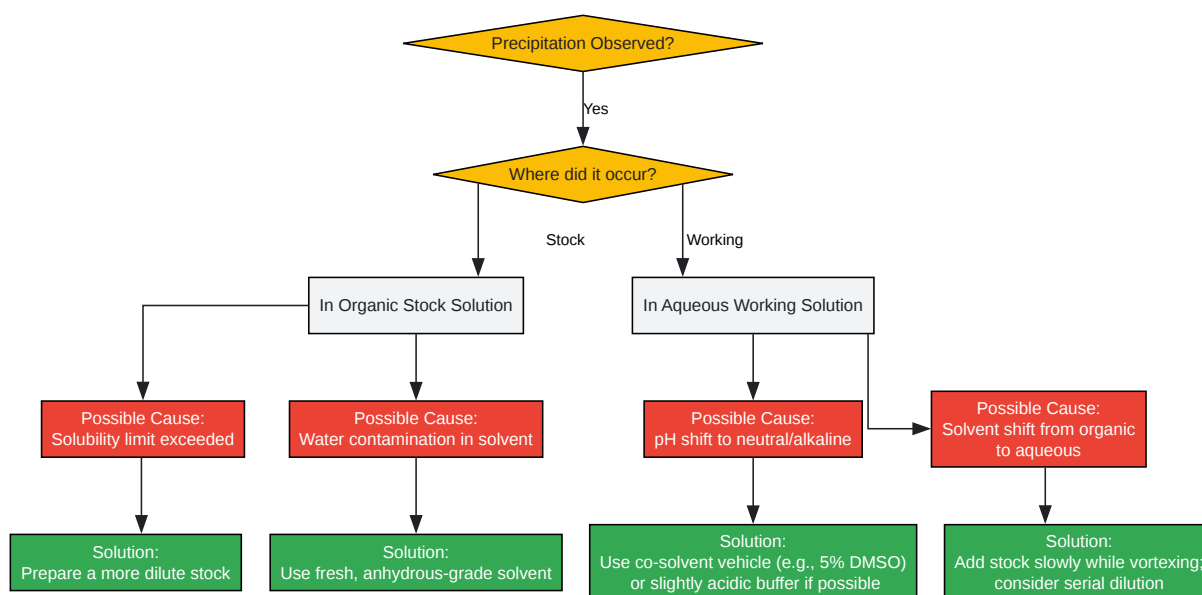 Precipitation Observed?
Yes
Where did it occur?
Stock
Working
In Organic Stock Solution
In Aqueous Working Solution
Possible Cause:
Solubility limit exceeded
Possible Cause:
Water contamination in solvent
Possible Cause:
pH shift to neutral/alkaline
Possible Cause:
Solvent shift from organic
to aqueous
Solution:
Prepare a more dilute stock
Solution:
Use fresh, anhydrous-grade solvent
Solution:
Use co-solvent vehicle (e.g., 5% DMSO)
or slightly acidic buffer if possible
Solution:
Add stock slowly while vortexing;
consider serial dilution